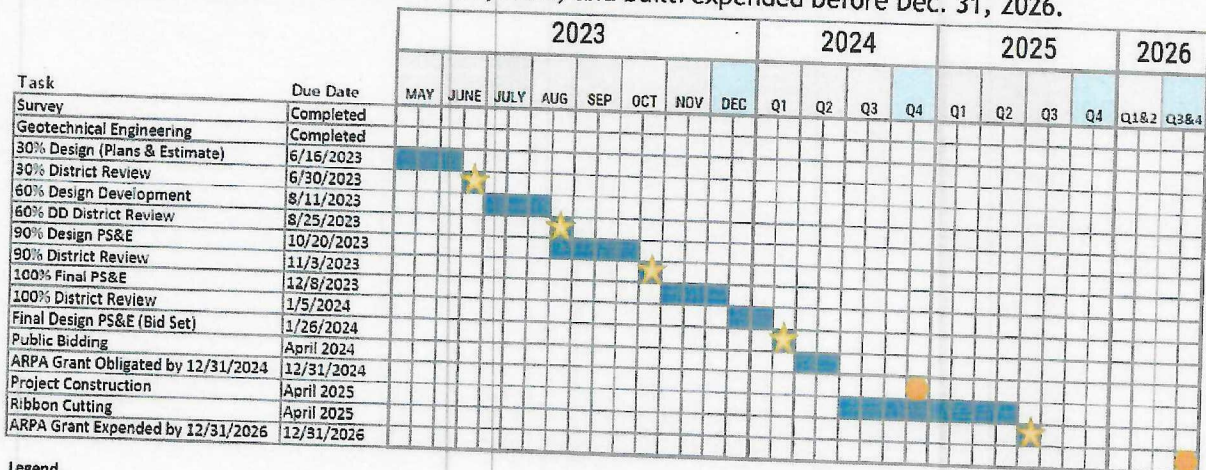 expended before Dec. 31, 2026.
2023 2024 2025 2026
Task Due Date MAY JUNE JULY AUG SEP OCT NOV DEC Q1 Q2 Q3 Q4 Q1 Q2 Q3 Q4 Q1&2 Q3&4
Survey Completed
Geotechnical Engineering Completed
30% Design (Plans & Estimate) 6/16/2023
30% District Review 6/30/2023
60% Design Development 8/11/2023
60% DD District Review 8/25/2023
90% Design PS&E 10/20/2023
90% District Review 11/3/2023
100% Final PS&E 12/8/2023
100% District Review 1/5/2024
Final Design PS&E (Bid Set) 1/26/2024
Public Bidding April 2024
ARPA Grant Obligated by 12/31/2024 12/31/2024
Project Construction April 2025
Ribbon Cutting April 2025
ARPA Grant Expended by 12/31/2026 12/31/2026
Legend